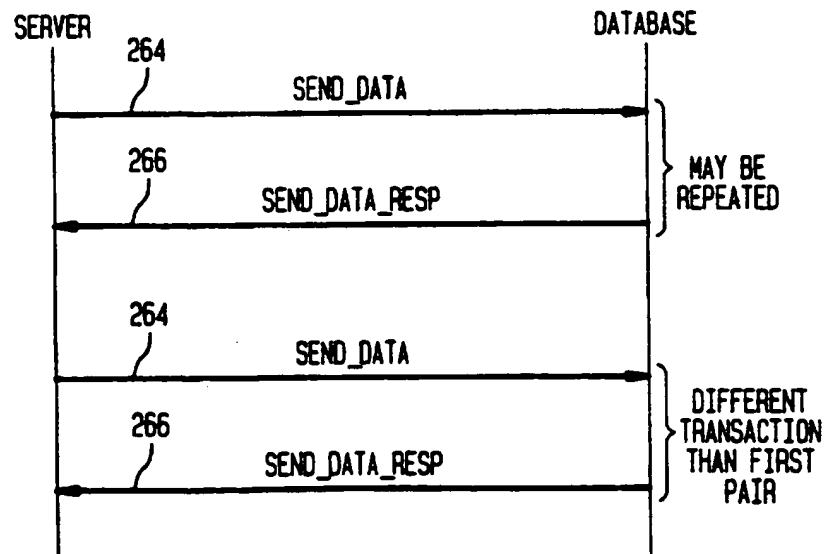 SERVER
DATABASE
264
SEND_DATA
266
SEND_DATA_RESP
MAY BE
REPEATED
264
SEND_DATA
266
SEND_DATA_RESP
DIFFERENT
TRANSACTION
THAN FIRST
PAIR